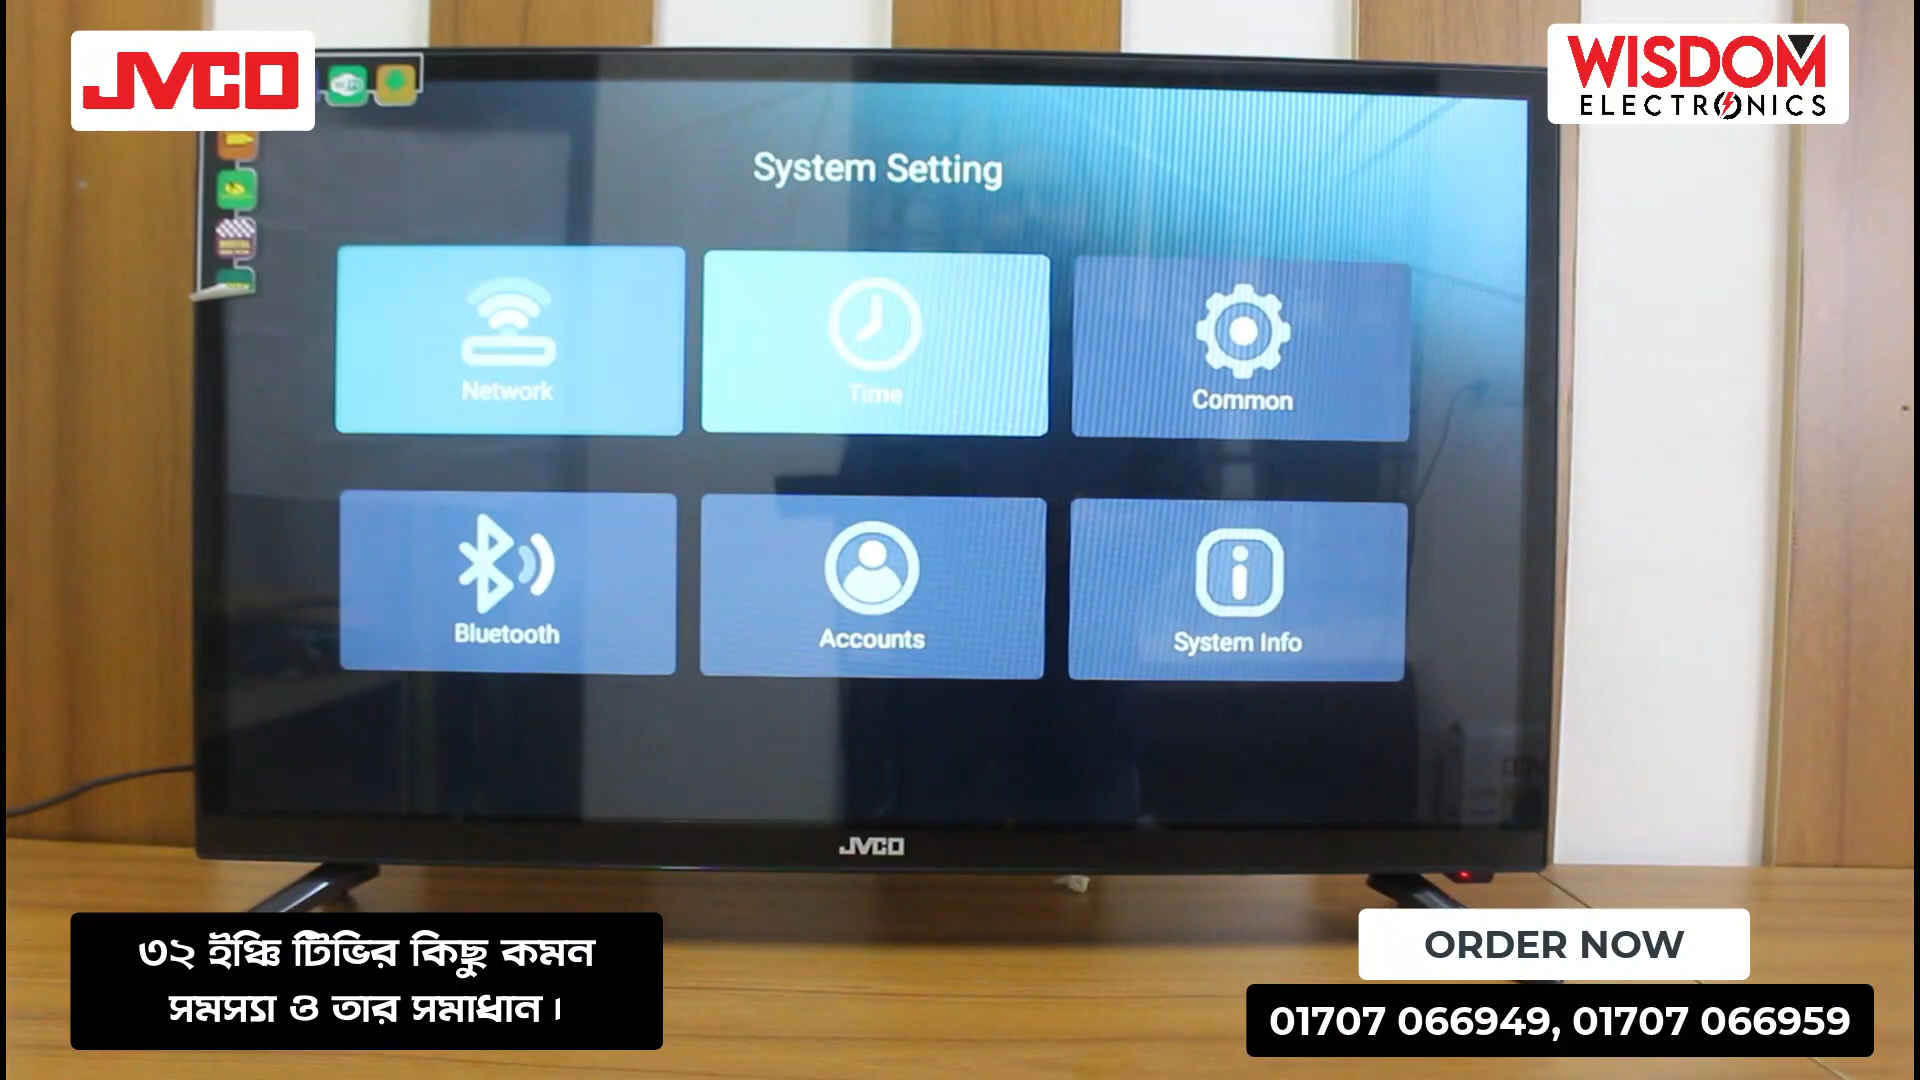 JVCO
WISDOM
ELECTRONICS
System Setting
Network
Time
Common
Bluetooth
Accounts
System Info
JVCO
৩২ ইঞ্চি টিভির কিছু কমন
সমস্যা ও তার সমাধান।
ORDER NOW
01707 066949, 01707 066959